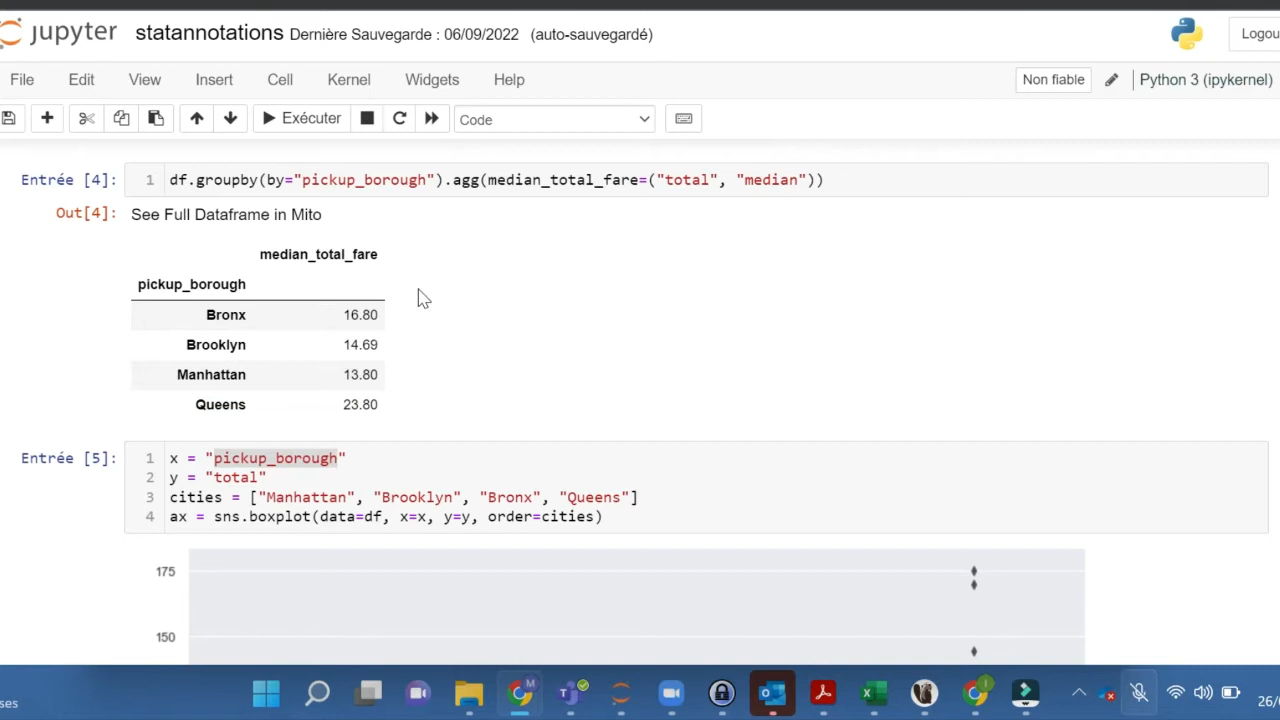 jupyter statannotations Dernière Sauvegarde : 06/09/2022 (auto-sauvegardé) Logou
File Edit View Insert Cell Kernel Widgets Help Non fiable Python 3 (ipykernel)
Exécuter Code
Entrée [4]: 1 df.groupby(by="pickup_borough").agg(median_total_fare=("total", "median"))
Out[4]: See Full Dataframe in Mito
median_total_fare
pickup_borough
Bronx 16.80
Brooklyn 14.69
Manhattan 13.80
Queens 23.80
Entrée [5]: 1 x = "pickup_borough"
2 y = "total"
3 cities = ["Manhattan", "Brooklyn", "Bronx", "Queens"]
4 ax = sns.boxplot(data=df, x=x, y=y, order=cities)
175
150
ses 26/